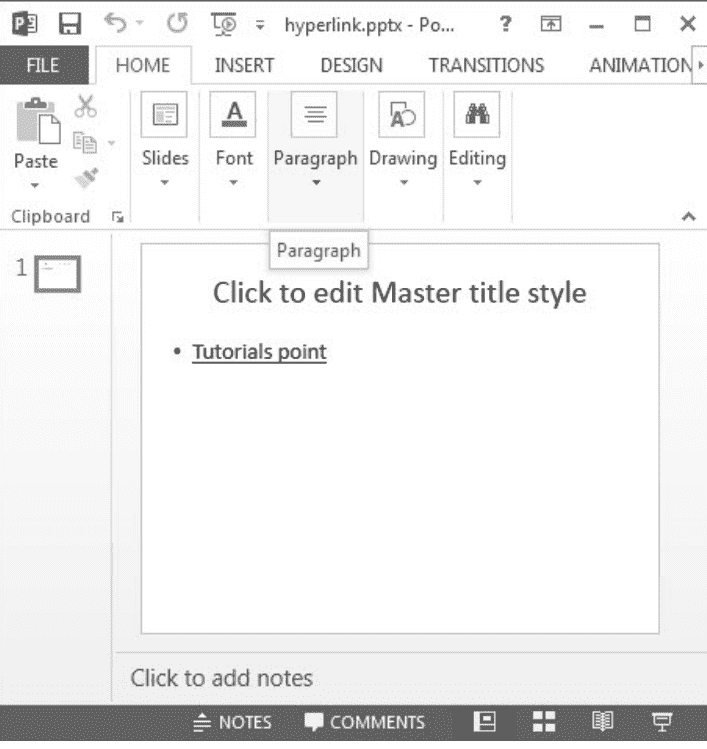 hyperlink.pptx - Po...
?
FILE HOME INSERT DESIGN TRANSITIONS ANIMATION
Paste Slides Font Paragraph Drawing Editing
Clipboard
Paragraph
1
Click to edit Master title style
• Tutorials point
Click to add notes
NOTES COMMENTS